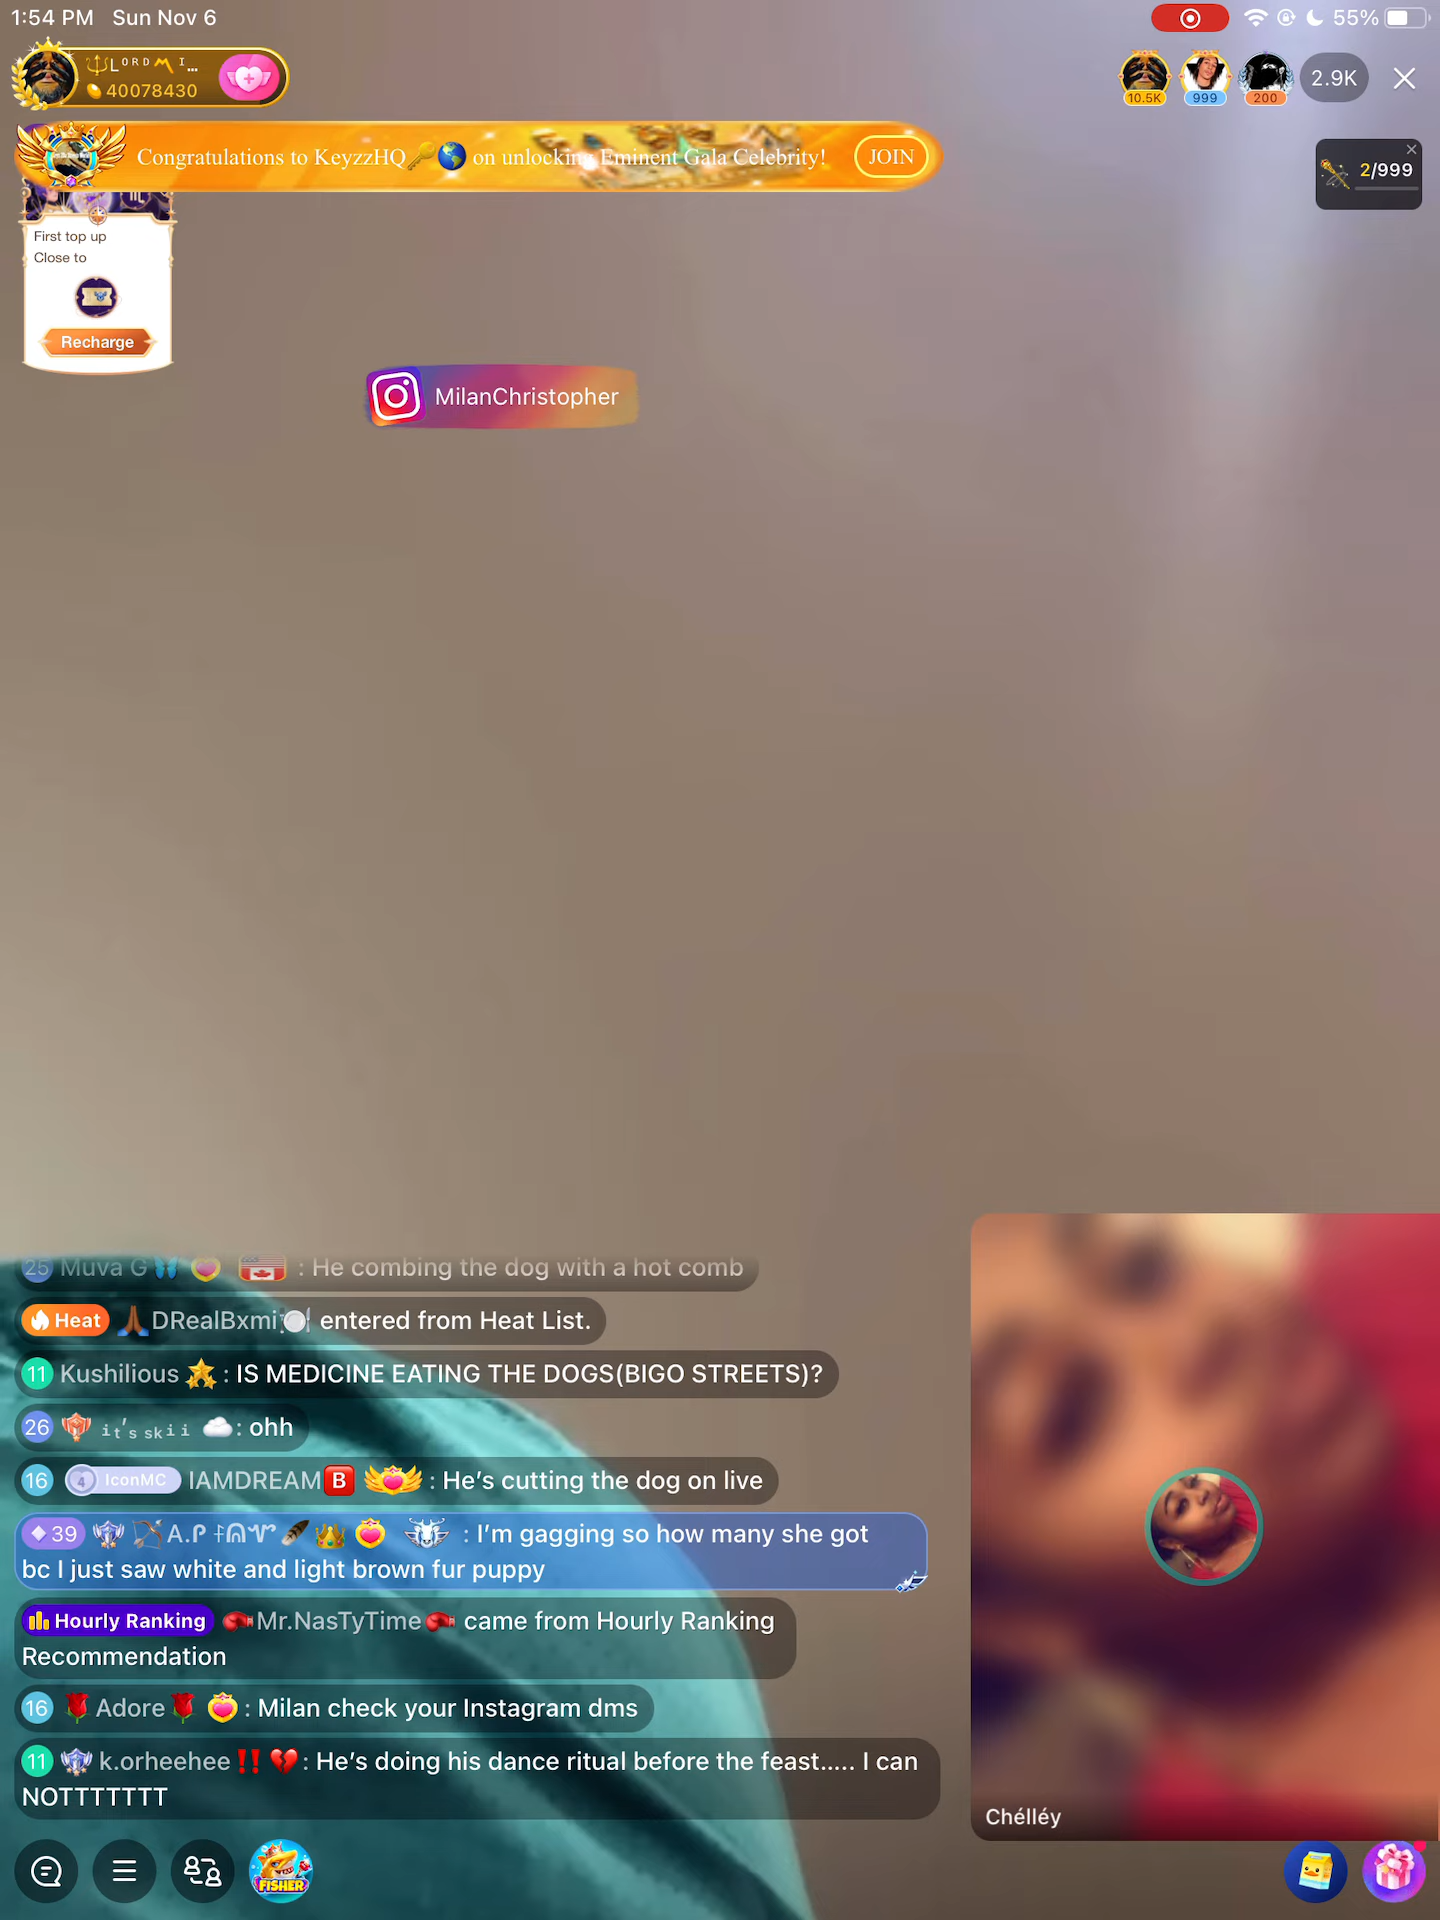 1:54 PM Sun Nov 6
55%
Lᴼᴿᴰ ᴵ...
40078430
10.5K
999
200
2.9K
Congratulations to KeyzzHQ🔑🌎 on unlocking Eminent Gala Celebrity!
JOIN
2/999
First top up
Close to
Recharge
MilanChristopher
25 Muva G🦋 : He combing the dog with a hot comb
Heat 🙏🏾DRealBxmi🍽️ entered from Heat List.
11 Kushilious : IS MEDICINE EATING THE DOGS(BIGO STREETS)?
26 ᵢₜ'ₛ ₛₖᵢᵢ ☁️: ohh
16 4 IconMC IAMDREAM🅱️ : He's cutting the dog on live
39 🏹 : I'm gagging so how many she got
bc I just saw white and light brown fur puppy
Hourly Ranking 🥊Mr.NasTyTime🥊 came from Hourly Ranking
Recommendation
16 🌹Adore🌹 : Milan check your Instagram dms
11 k.orheehee‼️💔: He's doing his dance ritual before the feast..... I can
NOTTTTTTT
Chélléy
FISHER